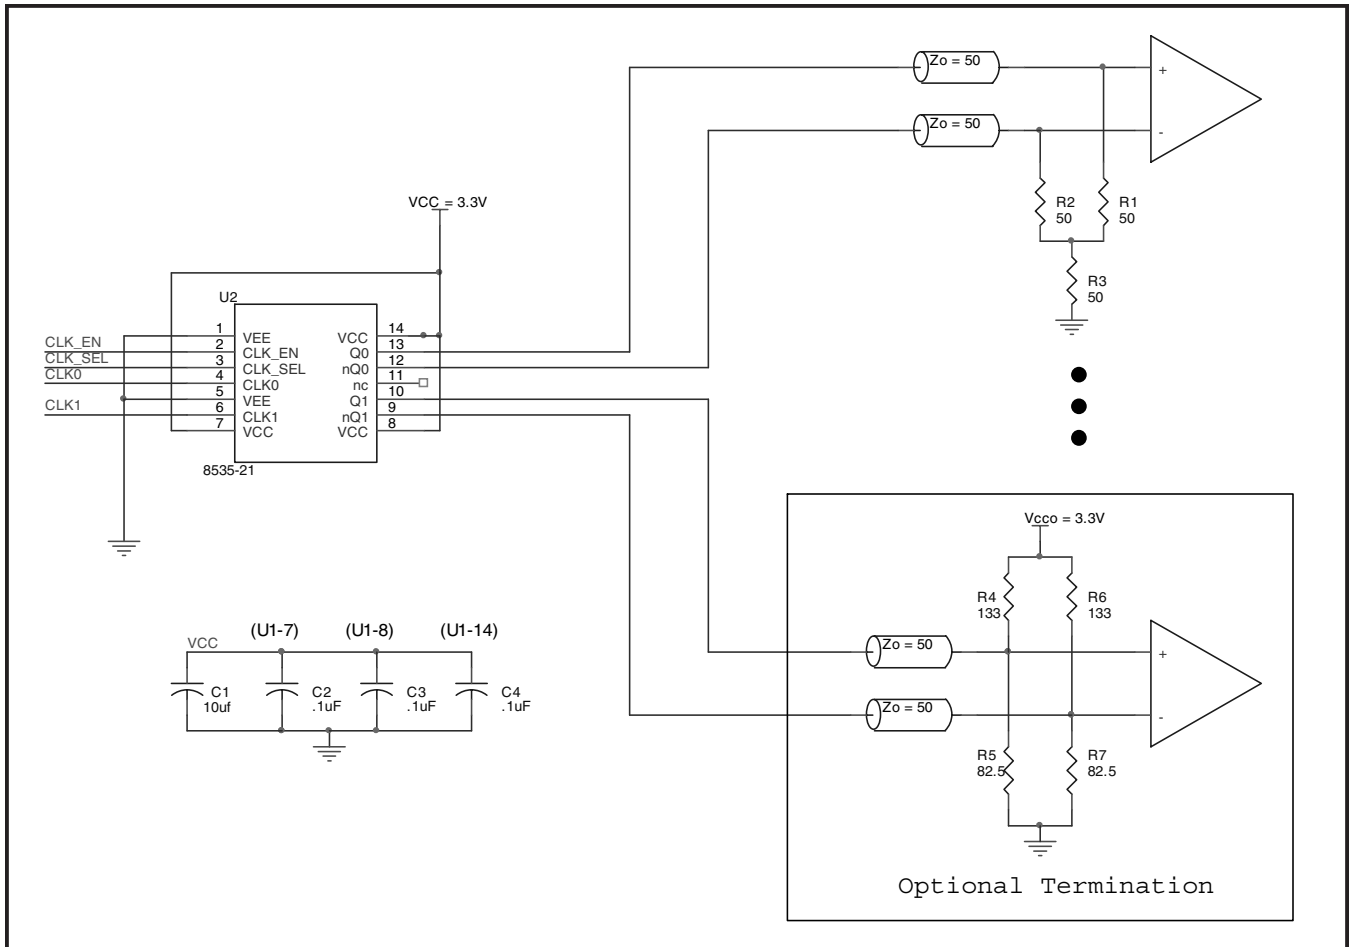 Zo = 50
+
Zo = 50
-
VCC = 3.3V
R2
50
R1
50
R3
50
U2
CLK_EN
CLK_SEL
CLK0
CLK1
1
2
3
4
5
6
7
VEE
CLK_EN
CLK_SEL
CLK0
VEE
CLK1
VCC
VCC
Q0
nQ0
nc
Q1
nQ1
VCC
14
13
12
11
10
9
8
8535-21
Vcco = 3.3V
R4
133
R6
133
VCC
(U1-7)
(U1-8)
(U1-14)
C1
10uf
C2
.1uF
C3
.1uF
C4
.1uF
Zo = 50
+
Zo = 50
-
R5
82.5
R7
82.5
Optional Termination